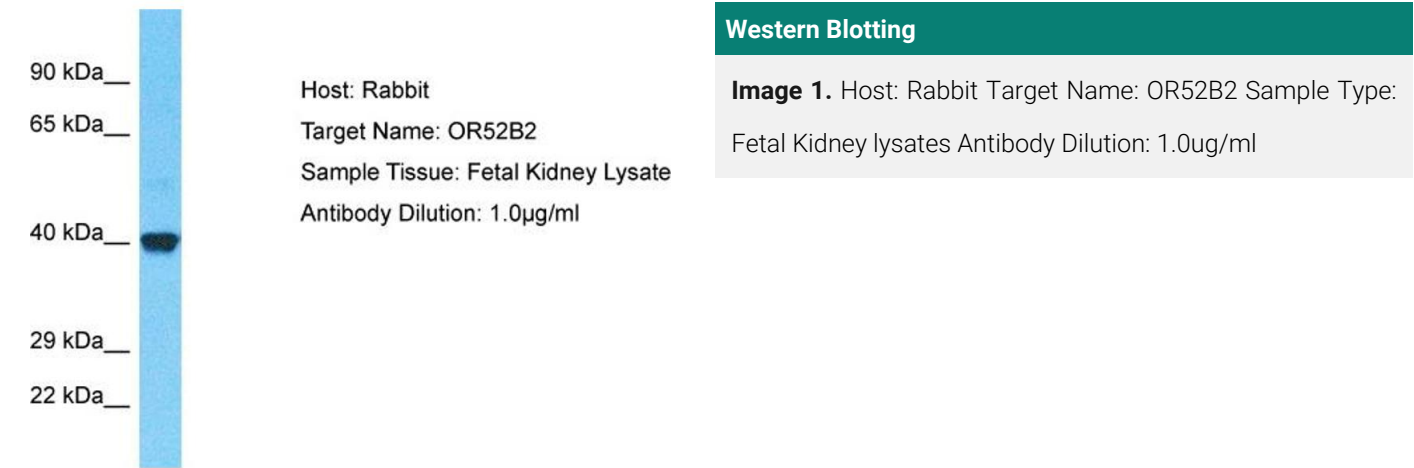 90 kDa__
65 kDa__
40 kDa__
29 kDa__
22 kDa__
Host: Rabbit
Target Name: OR52B2
Sample Tissue: Fetal Kidney Lysate
Antibody Dilution: 1.0µg/ml
Western Blotting
Image 1. Host: Rabbit Target Name: OR52B2 Sample Type:
Fetal Kidney lysates Antibody Dilution: 1.0ug/ml